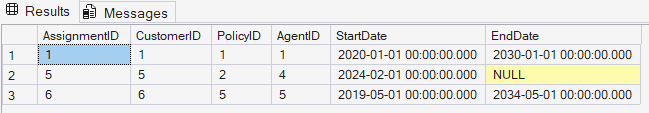 Results Messages
AssignmentID CustomerID PolicyID AgentID StartDate EndDate
1 1 1 1 1 2020-01-01 00:00:00.000 2030-01-01 00:00:00.000
2 5 5 2 4 2024-02-01 00:00:00.000 NULL
3 6 6 5 5 2019-05-01 00:00:00.000 2034-05-01 00:00:00.000